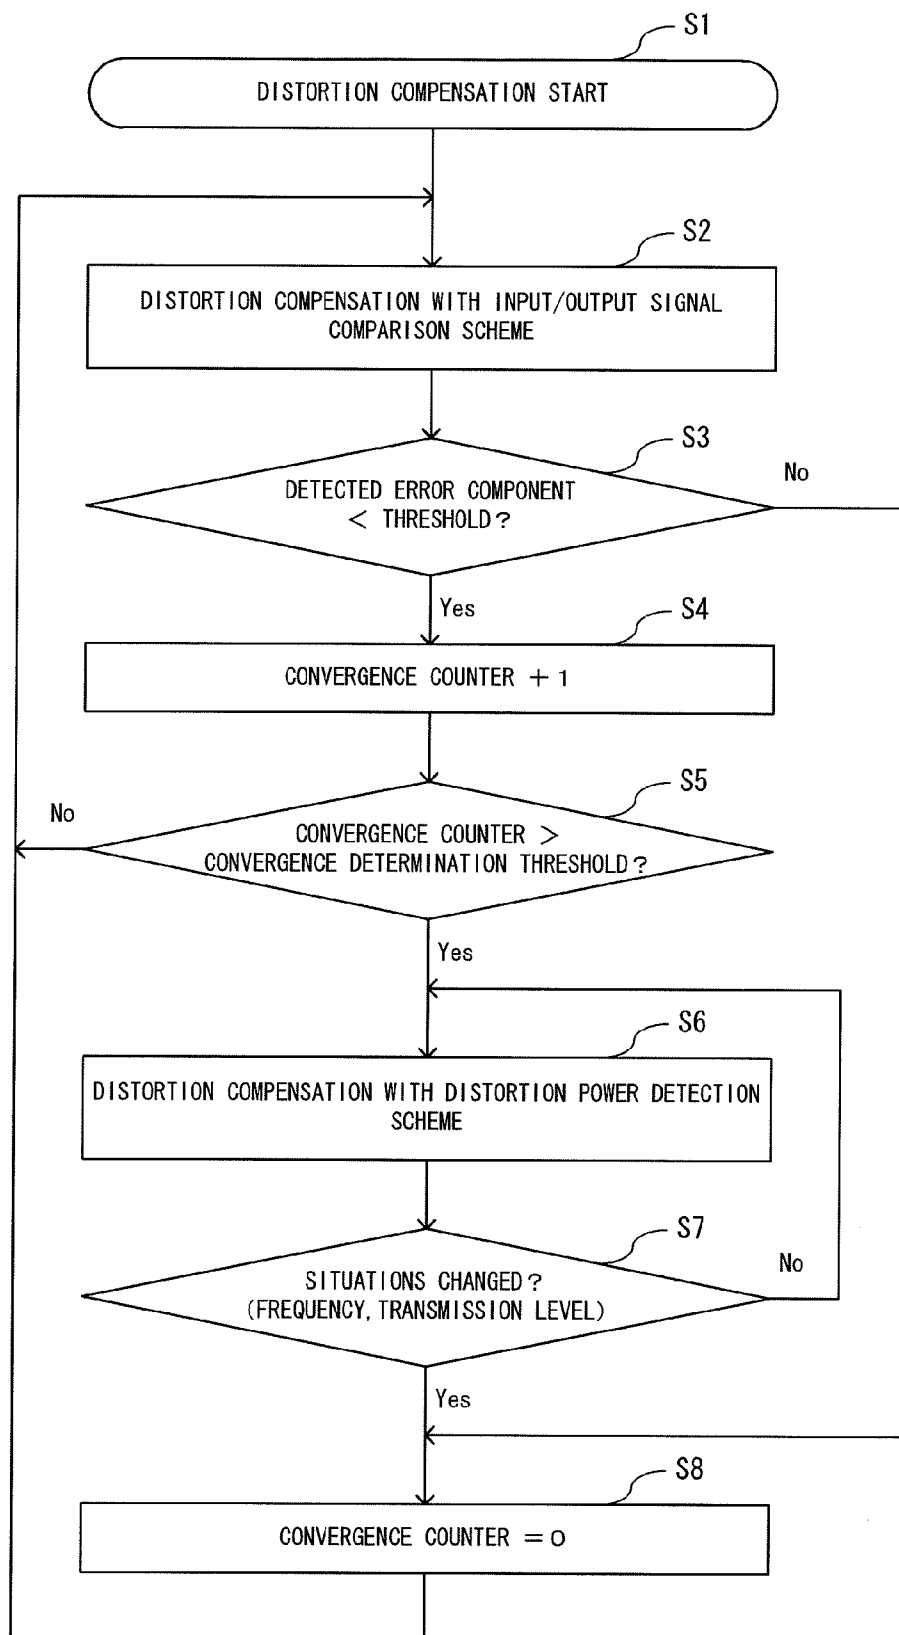 S1
DISTORTION COMPENSATION START
S2
DISTORTION COMPENSATION WITH INPUT/OUTPUT SIGNAL
COMPARISON SCHEME
S3
No
DETECTED ERROR COMPONENT
< THRESHOLD?
Yes
S4
CONVERGENCE COUNTER + 1
S5
No
CONVERGENCE COUNTER >
CONVERGENCE DETERMINATION THRESHOLD?
Yes
S6
DISTORTION COMPENSATION WITH DISTORTION POWER DETECTION
SCHEME
S7
No
SITUATIONS CHANGED?
(FREQUENCY, TRANSMISSION LEVEL)
Yes
S8
CONVERGENCE COUNTER = 0